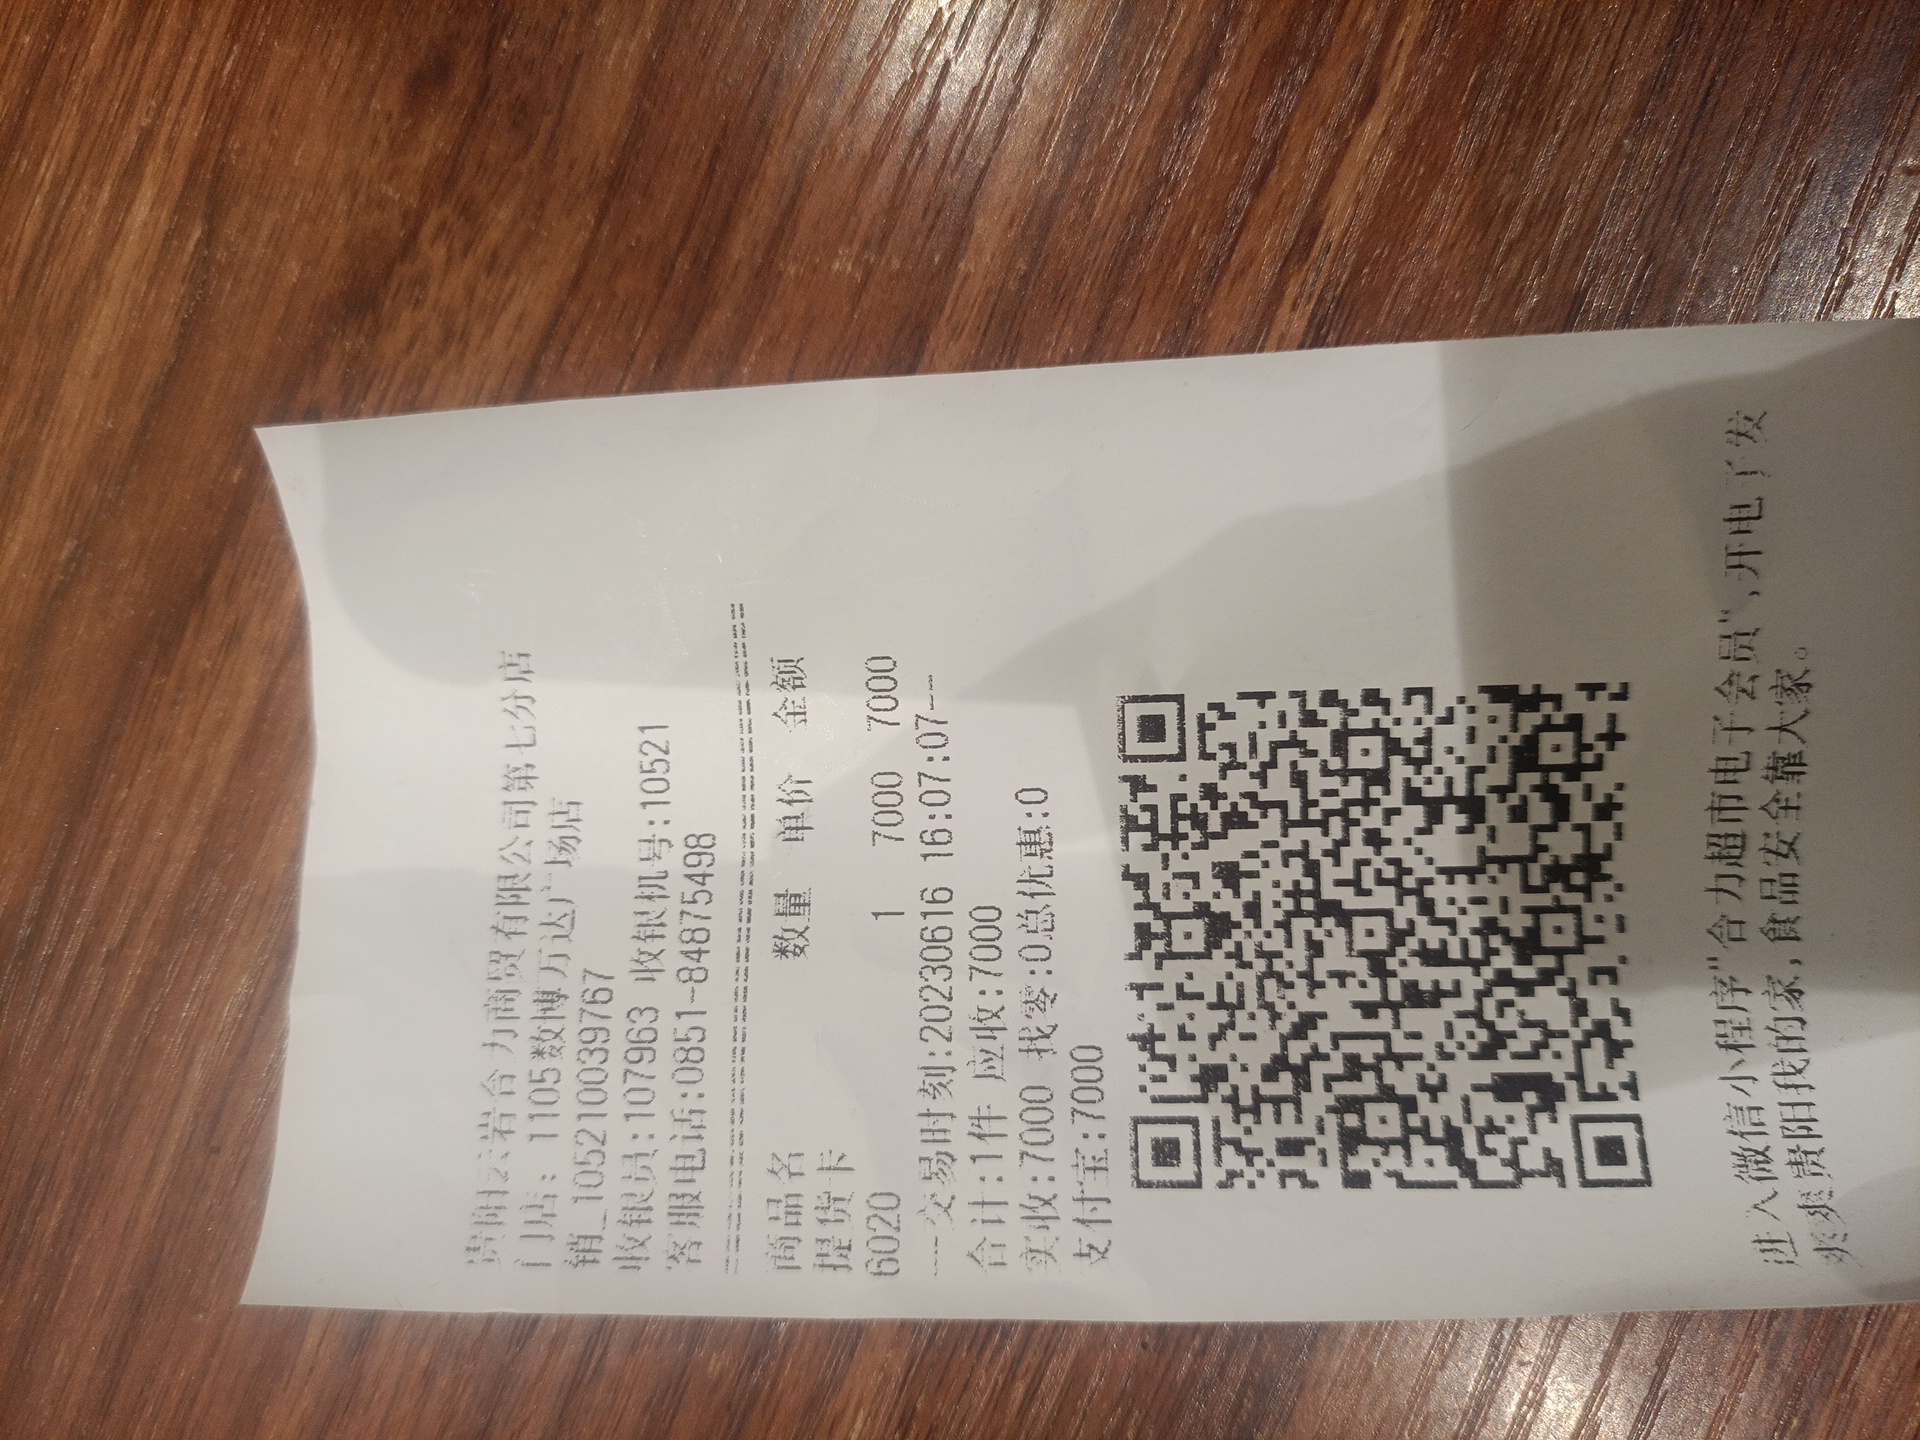 贵阳云岩合力商贸有限公司第七分店
门店: 1105数博万达广场店
销_105210039767
收银员:107963 收银机号:10521
客服电话:0851-84875498
商品名 数量 单价 金额
提货卡
6020 1 7000 7000
---交易时刻:20230616 16:07:07---
合计:1件 应收:7000
实收:7000 找零:0总优惠:0
支付宝:7000
进入微信小程序"合力超市电子会员",开电子发
爽爽贵阳我的家,食品安全靠大家。